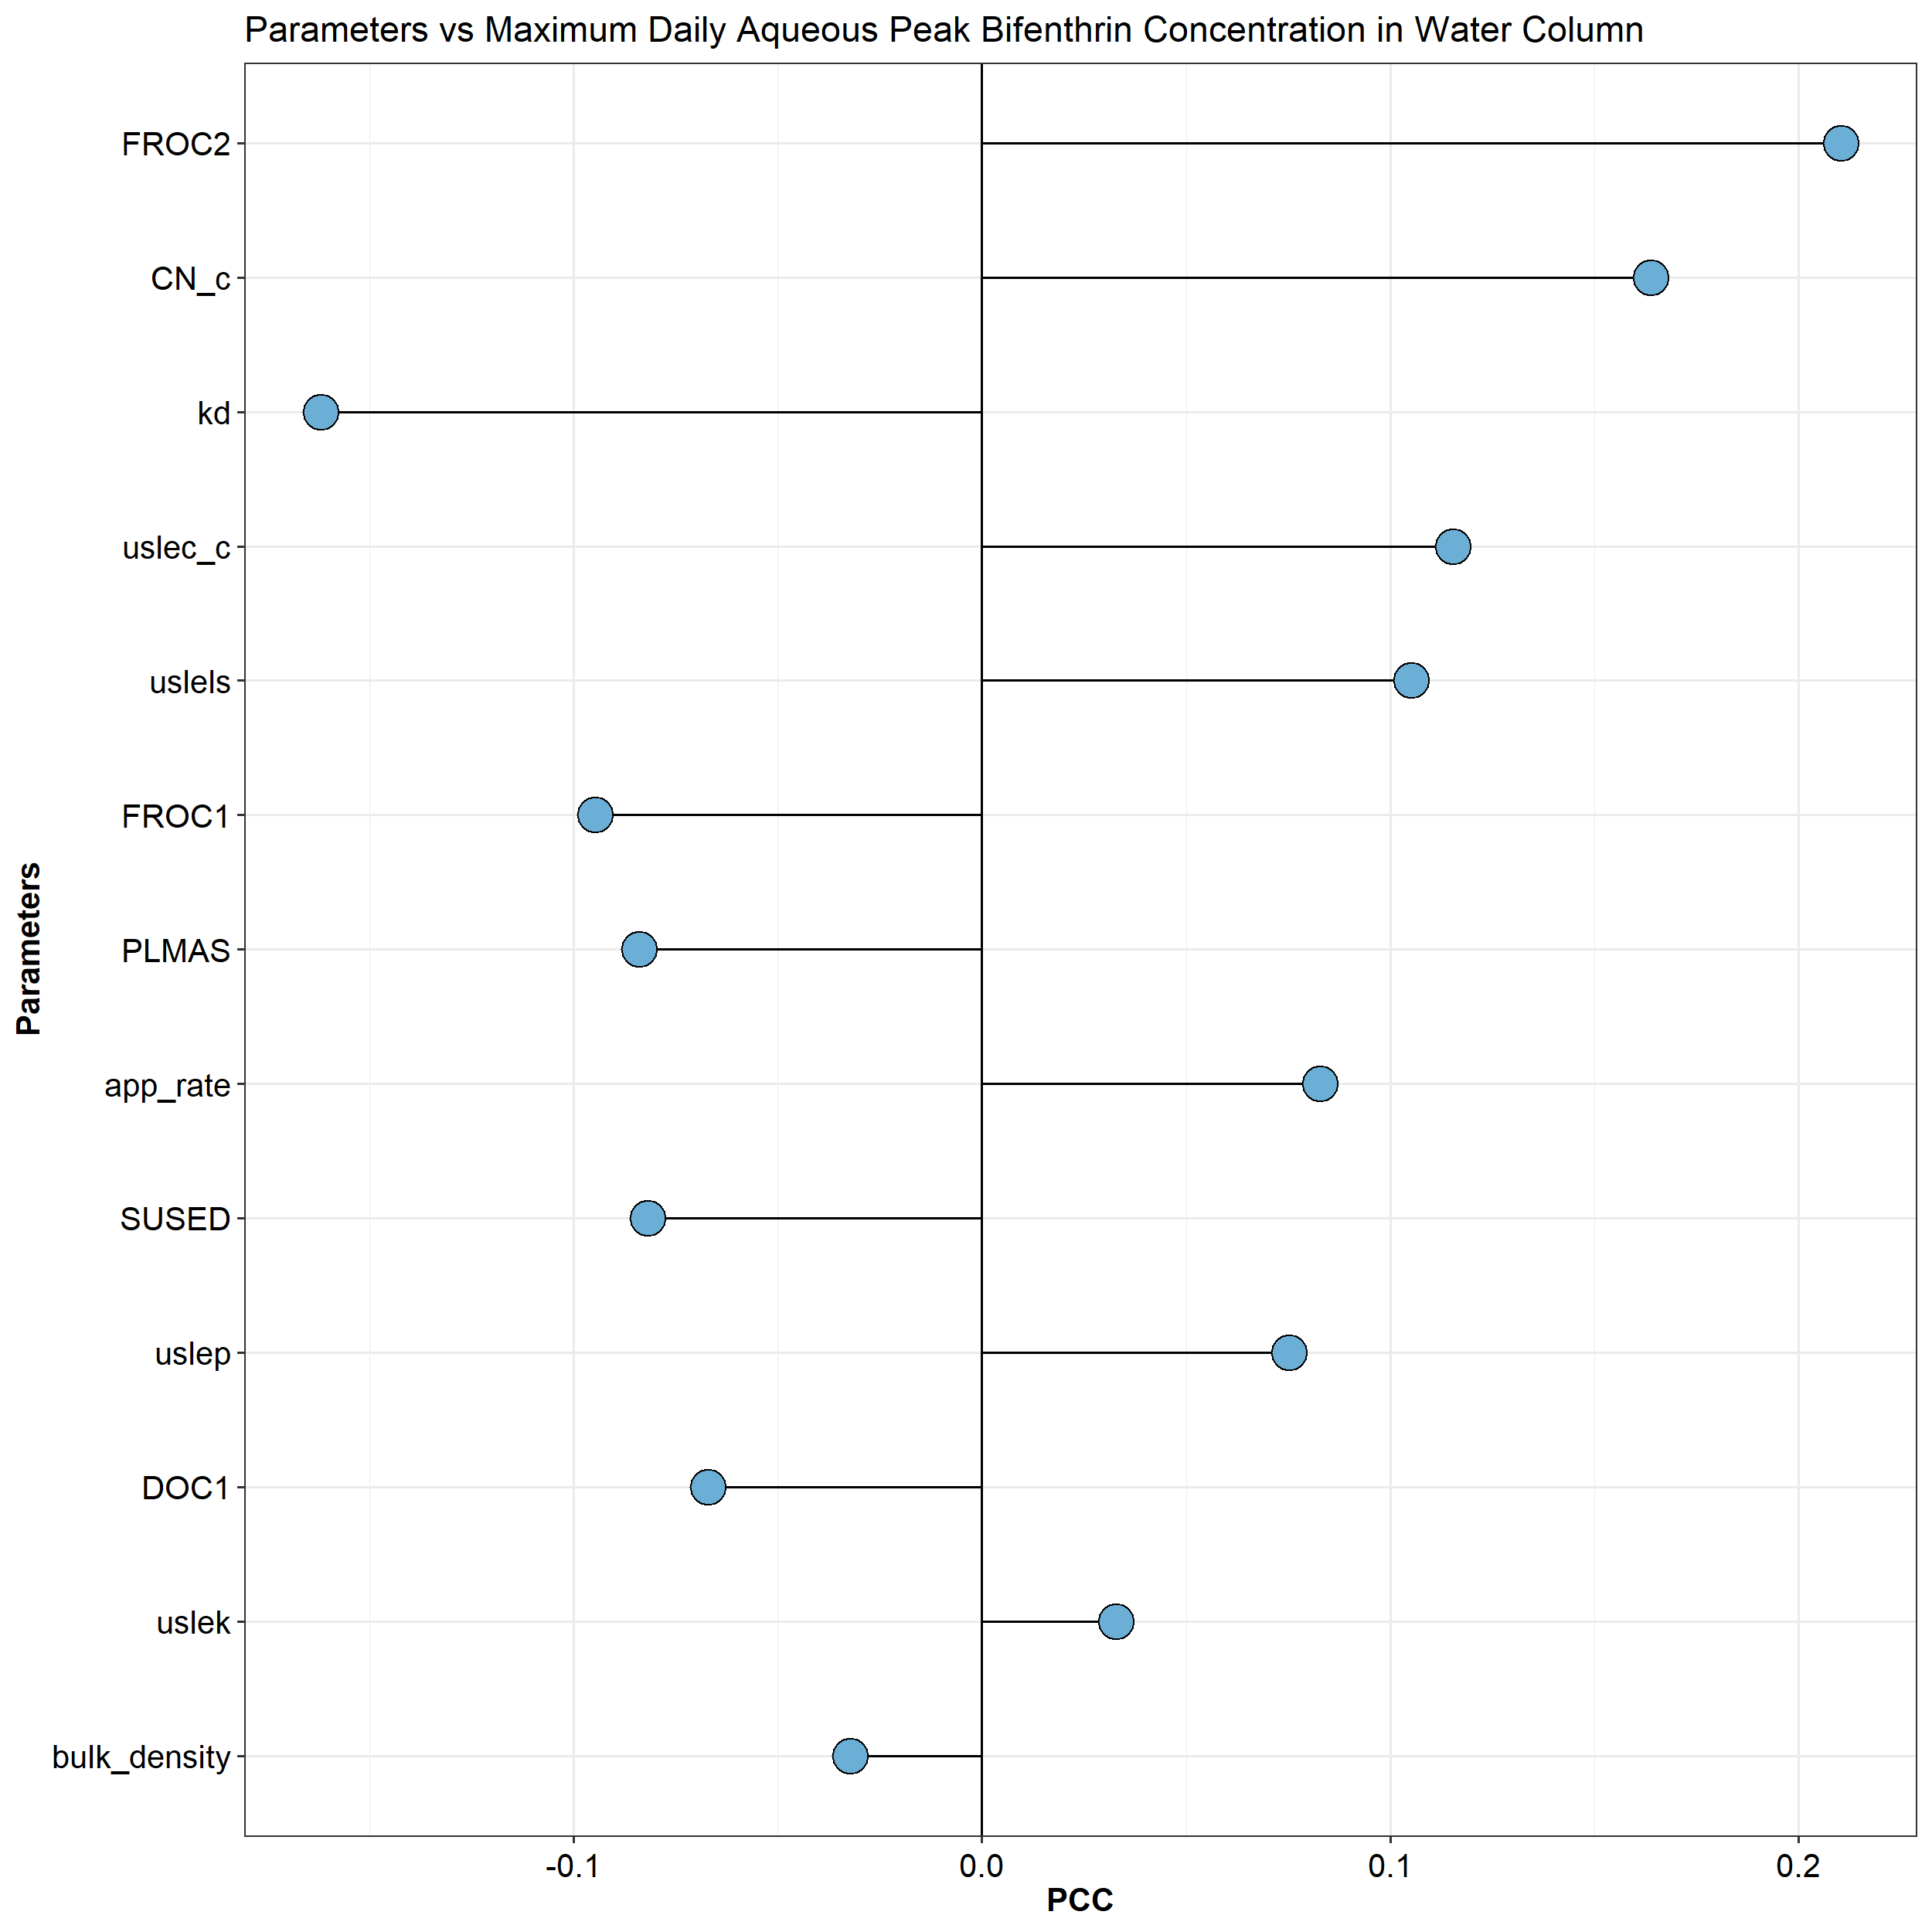 Parameters vs Maximum Daily Aqueous Peak Bifenthrin Concentration in Water Column
Parameters
FROC2
CN_c
kd
uslec_c
uslels
FROC1
PLMAS
app_rate
SUSED
uslep
DOC1
uslek
bulk_density
-0.1
0.0
0.1
0.2
PCC